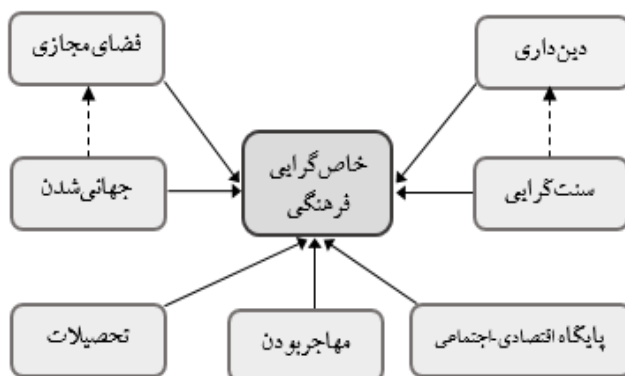 دین‌داری
فضای مجازی
خاص‌گرایی
فرهنگی
سنت‌گرایی
جهانی‌شدن
پایگاه اقتصادی-اجتماعی
مهاجربودن
تحصیلات